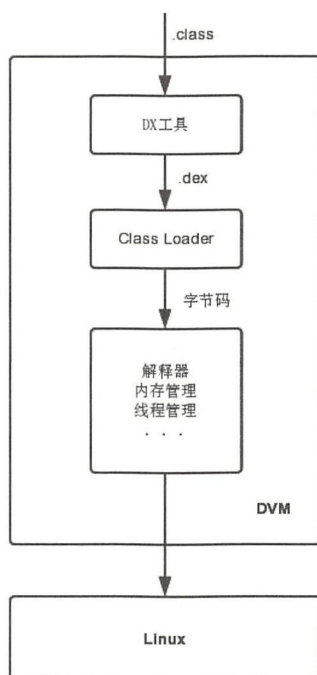 .class
DX工具
.dex
Class Loader
字节码
解释器
内存管理
线程管理
. . .
DVM
Linux